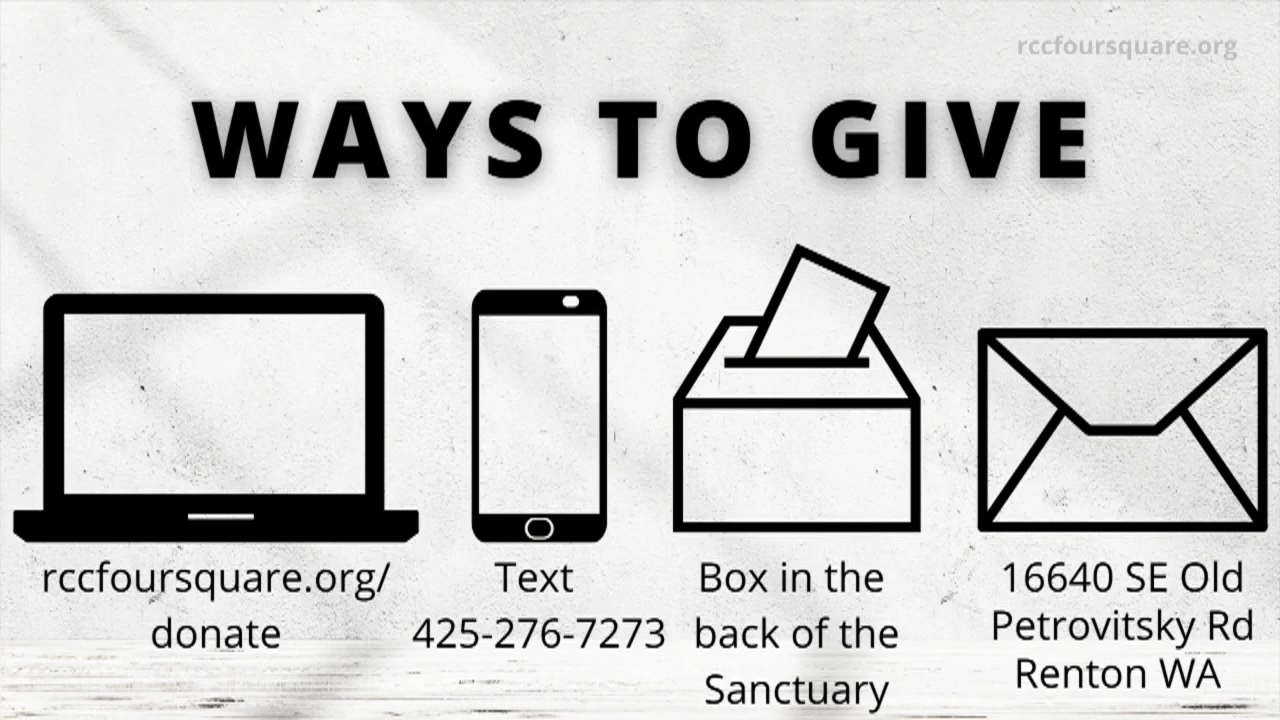 rccfoursquare.org
WAYS TO GIVE
rccfoursquare.org/
donate
Text
425-276-7273
Box in the
back of the
Sanctuary
16640 SE Old
Petrovitsky Rd
Renton WA